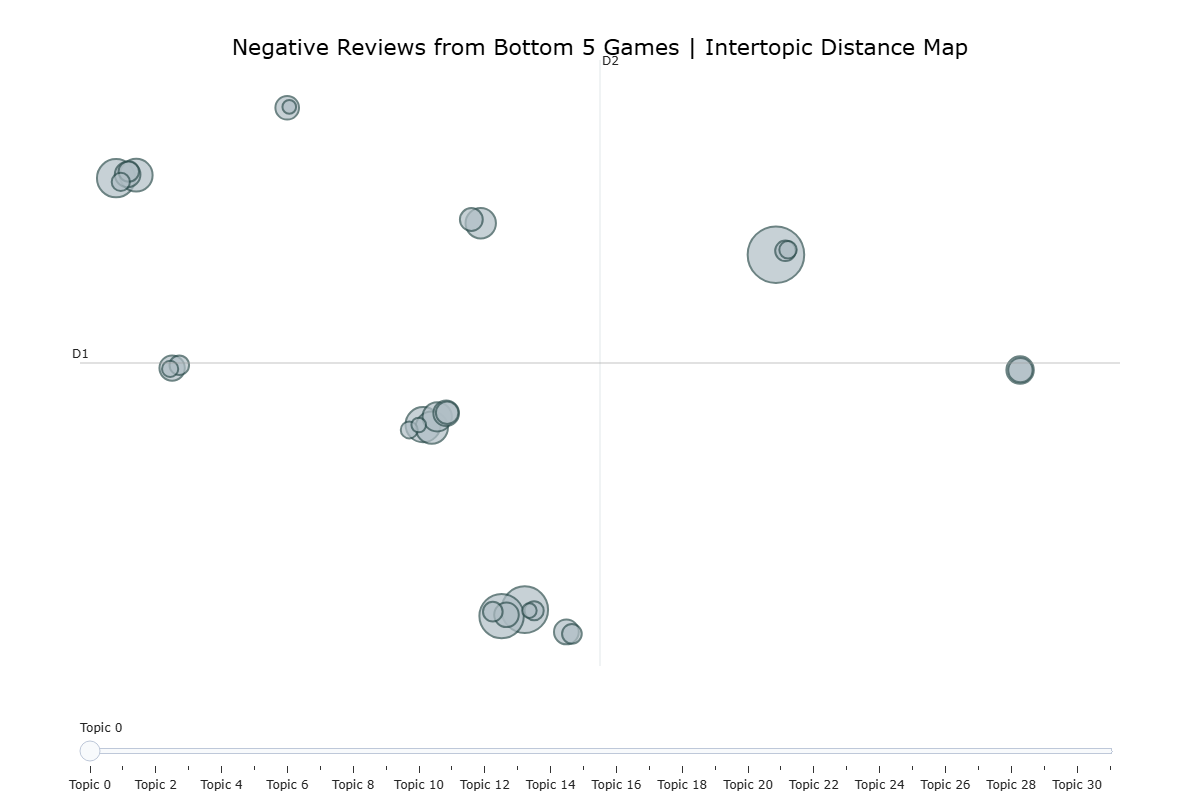 Negative Reviews from Bottom 5 Games | Intertopic Distance Map
D2
D1
Topic 0
Topic 0 Topic 2 Topic 4 Topic 6 Topic 8 Topic 10 Topic 12 Topic 14 Topic 16 Topic 18 Topic 20 Topic 22 Topic 24 Topic 26 Topic 28 Topic 30